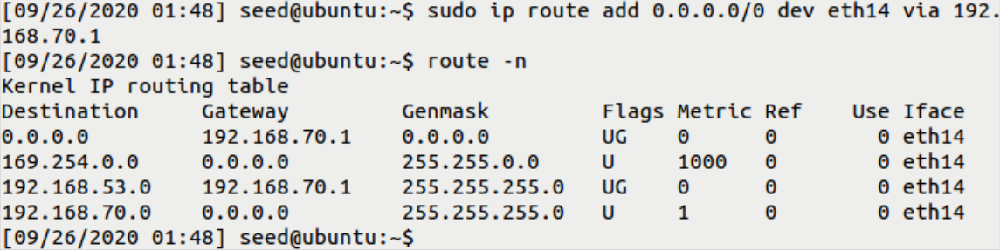 [09/26/2020 01:48] seed@ubuntu:~$ sudo ip route add 0.0.0.0/0 dev eth14 via 192.
168.70.1
[09/26/2020 01:48] seed@ubuntu:~$ route -n
Kernel IP routing table
Destination     Gateway         Genmask         Flags Metric Ref    Use Iface
0.0.0.0         192.168.70.1    0.0.0.0         UG    0      0        0 eth14
169.254.0.0     0.0.0.0         255.255.0.0     U     1000   0        0 eth14
192.168.53.0    192.168.70.1    255.255.255.0   UG    0      0        0 eth14
192.168.70.0    0.0.0.0         255.255.255.0   U     1      0        0 eth14
[09/26/2020 01:48] seed@ubuntu:~$